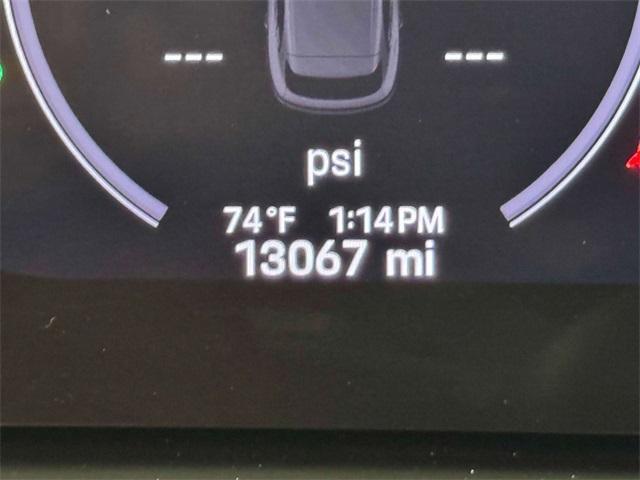 --- ---
psi
74°F 1:14PM
13067 mi